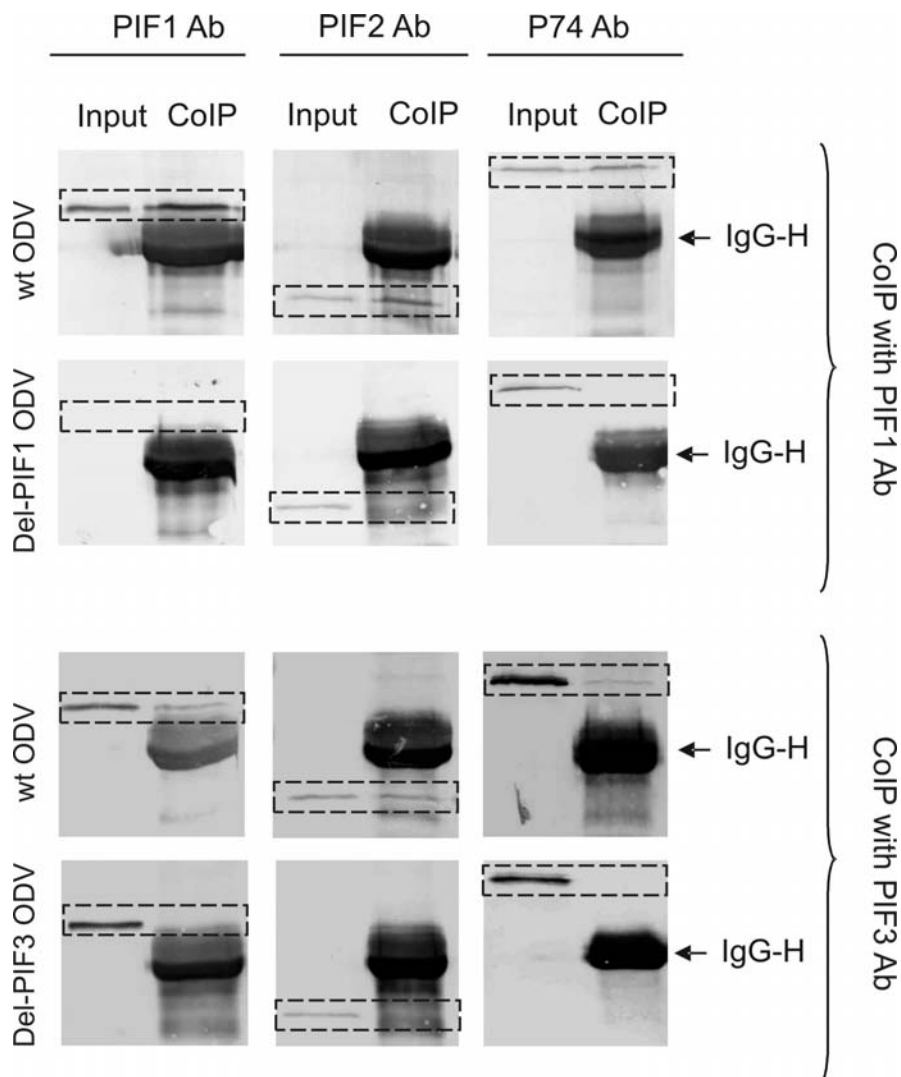 PIF1 Ab PIF2 Ab P74 Ab
Input CoIP Input CoIP Input CoIP
wt ODV
IgG-H
Del-PIF1 ODV
IgG-H
CoIP with PIF1 Ab
wt ODV
IgG-H
Del-PIF3 ODV
IgG-H
CoIP with PIF3 Ab